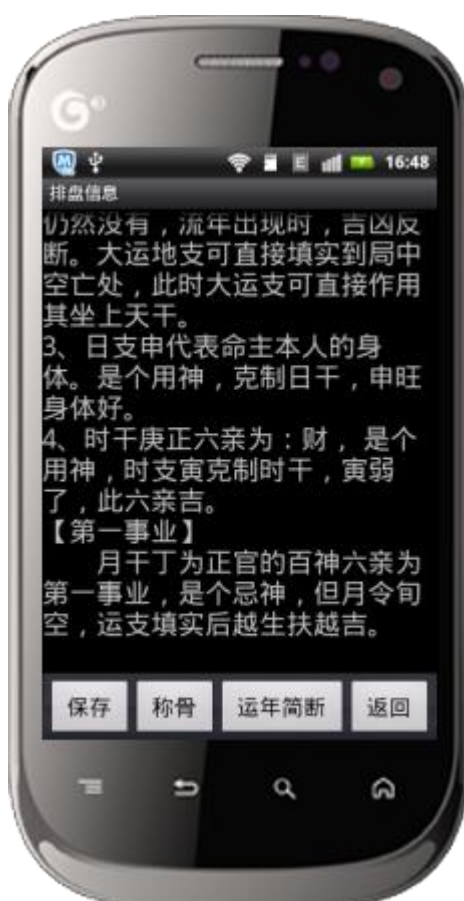 G3
M
E
16:48
排盘信息
仍然没有，流年出现时，吉凶反
断。大运地支可直接填实到局中
空亡处，此时大运支可直接作用
其坐上天干。
3、日支申代表命主本人的身
体。是个用神，克制日干，申旺
身体好。
4、时干庚正六亲为：财，是个
用神，时支寅克制时干，寅弱
了，此六亲吉。
【第一事业】
月干丁为正官的百神六亲为
第一事业，是个忌神，但月令旬
空，运支填实后越生扶越吉。
保存
称骨
运年简断
返回